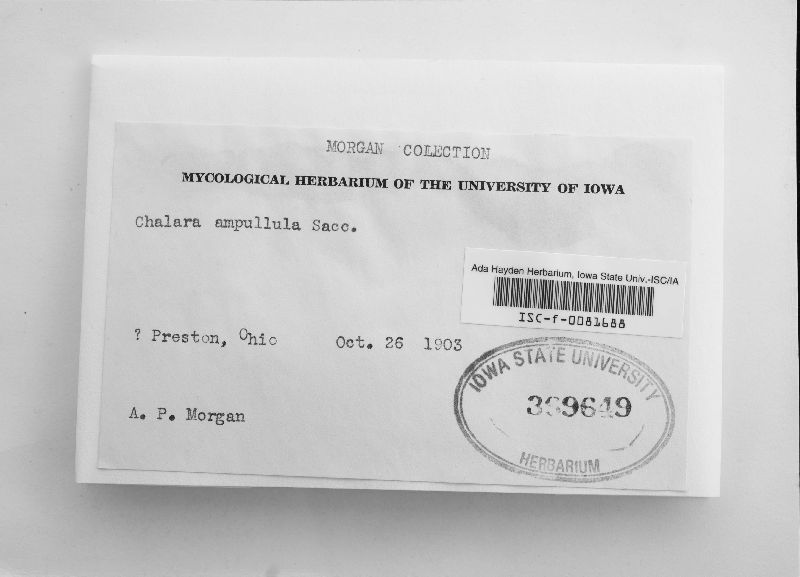 MORGAN COLECTION
MYCOLOGICAL HERBARIUM OF THE UNIVERSITY OF IOWA
Chalara ampullula Sacc.
Ada Hayden Herbarium, Iowa State Univ.-ISC/IA
ISC-f-0081688
? Preston, Ohio Oct. 26 1903
IOWA STATE UNIVERSITY
369649
HERBARIUM
A. P. Morgan